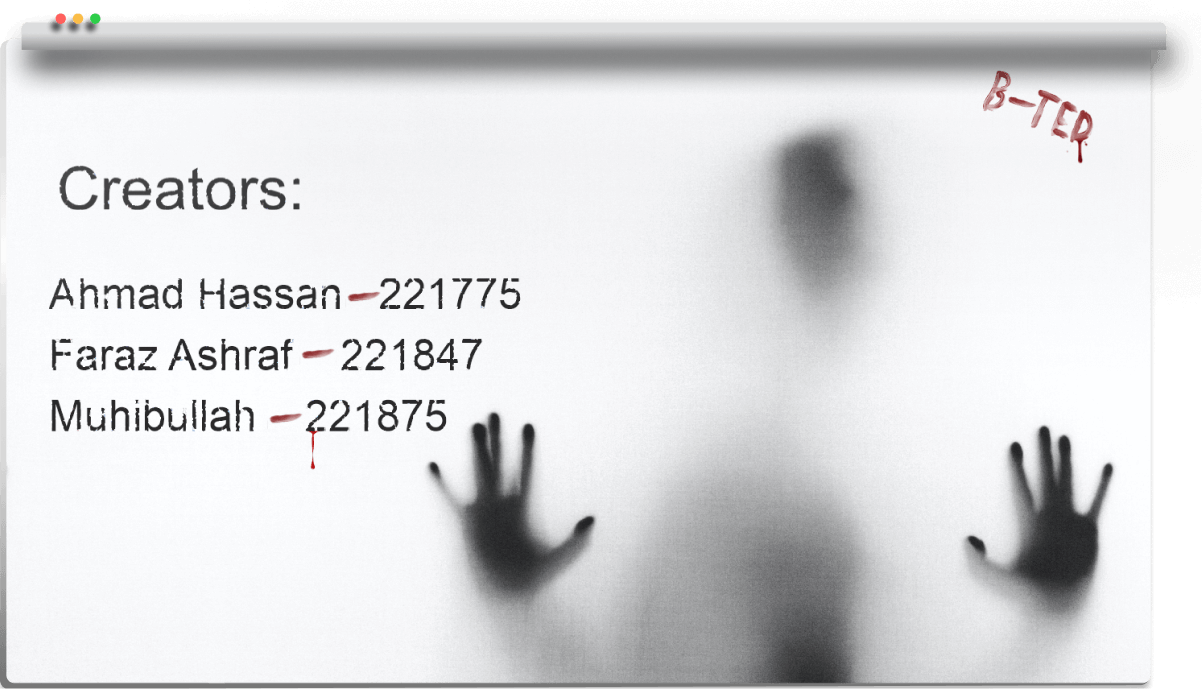 B-TER
Creators:
Ahmad Hassan - 221775
Faraz Ashraf - 221847
Muhibullah - 221875